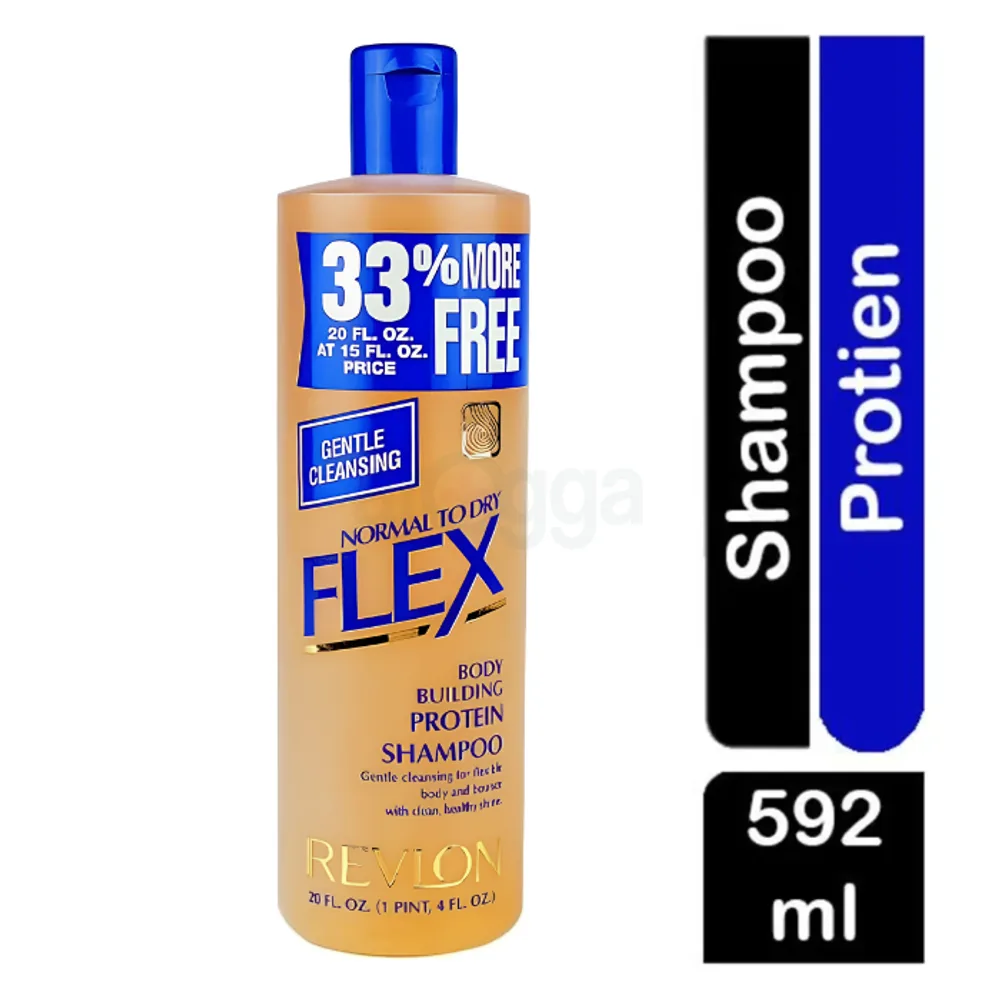 33% MORE
FREE
20 FL. OZ.
AT 15 FL. OZ.
PRICE
GENTLE
CLEANSING
NORMAL TO DRY
FLEX
BODY
BUILDING
PROTEIN
SHAMPOO
Gentle cleansing for flexible
body and bounce
with clean, healthy shine.
REVLON
20 FL. OZ. (1 PINT, 4 FL. OZ.)
Shampoo
Protien
592
ml